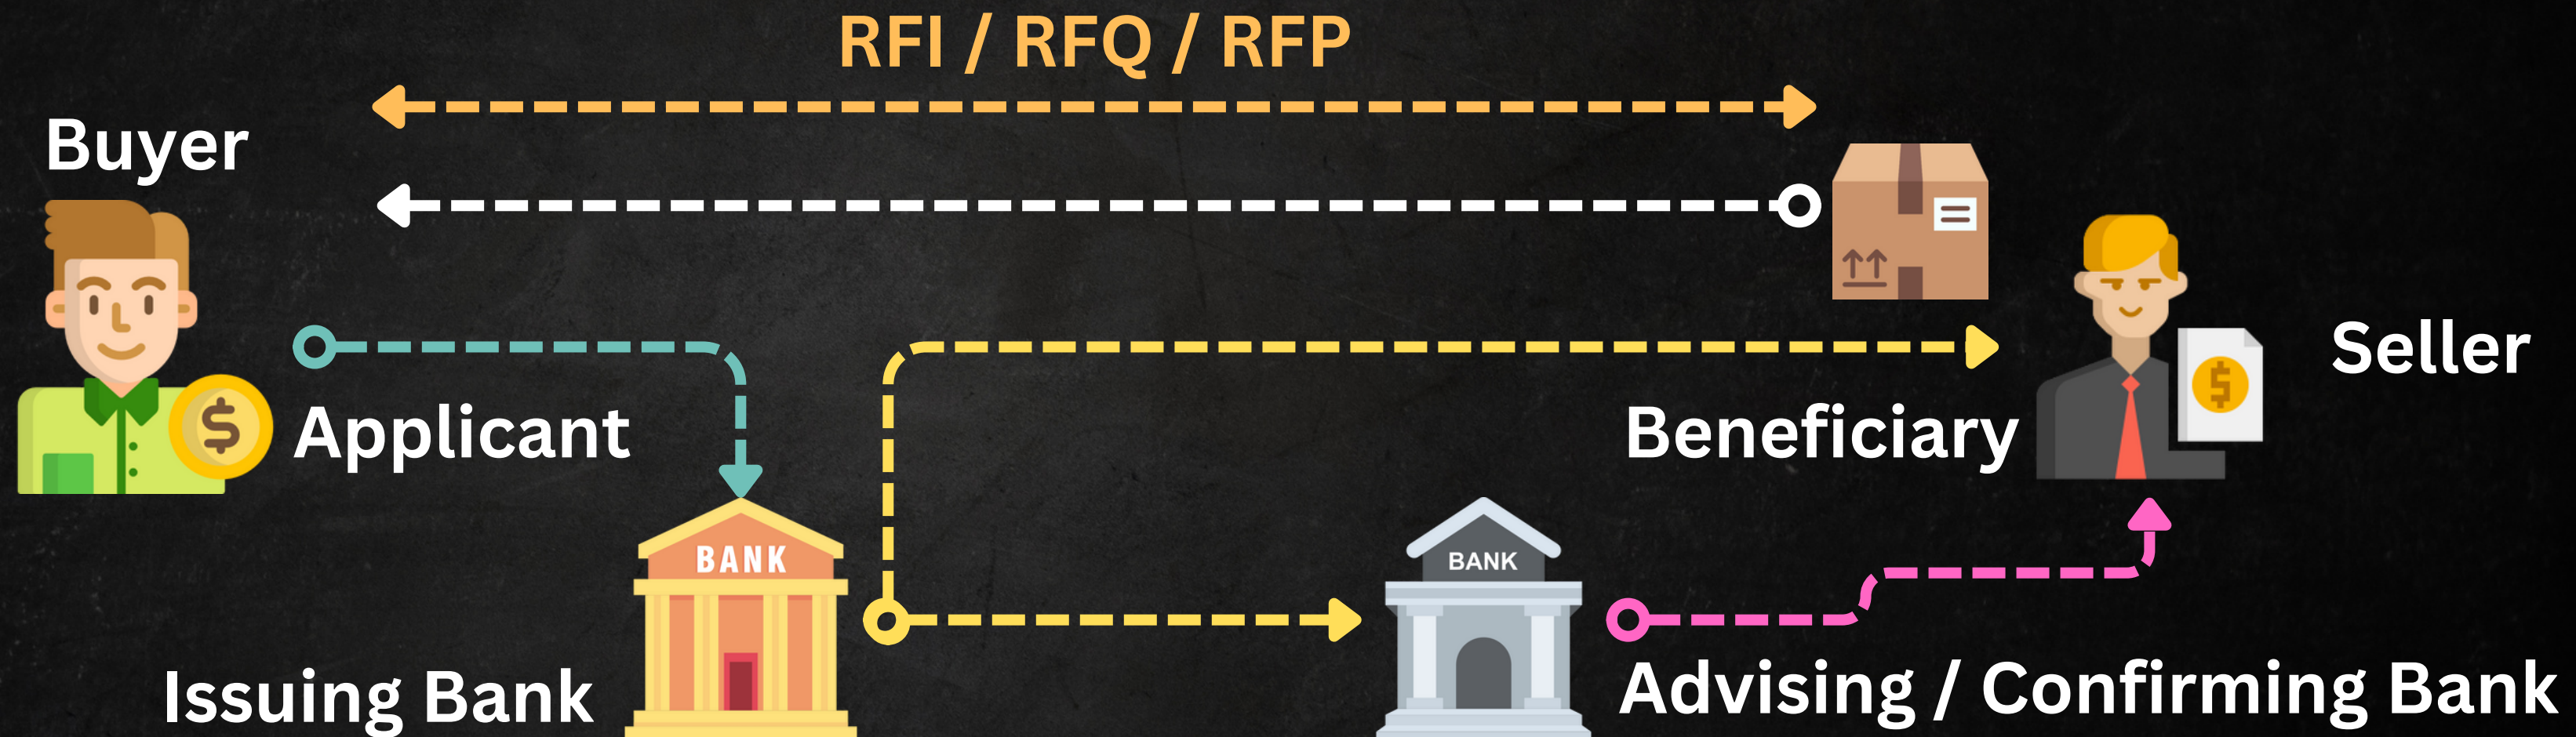 RFI / RFQ / RFP
Buyer
Seller
Applicant
Beneficiary
BANK
BANK
Issuing Bank
Advising / Confirming Bank